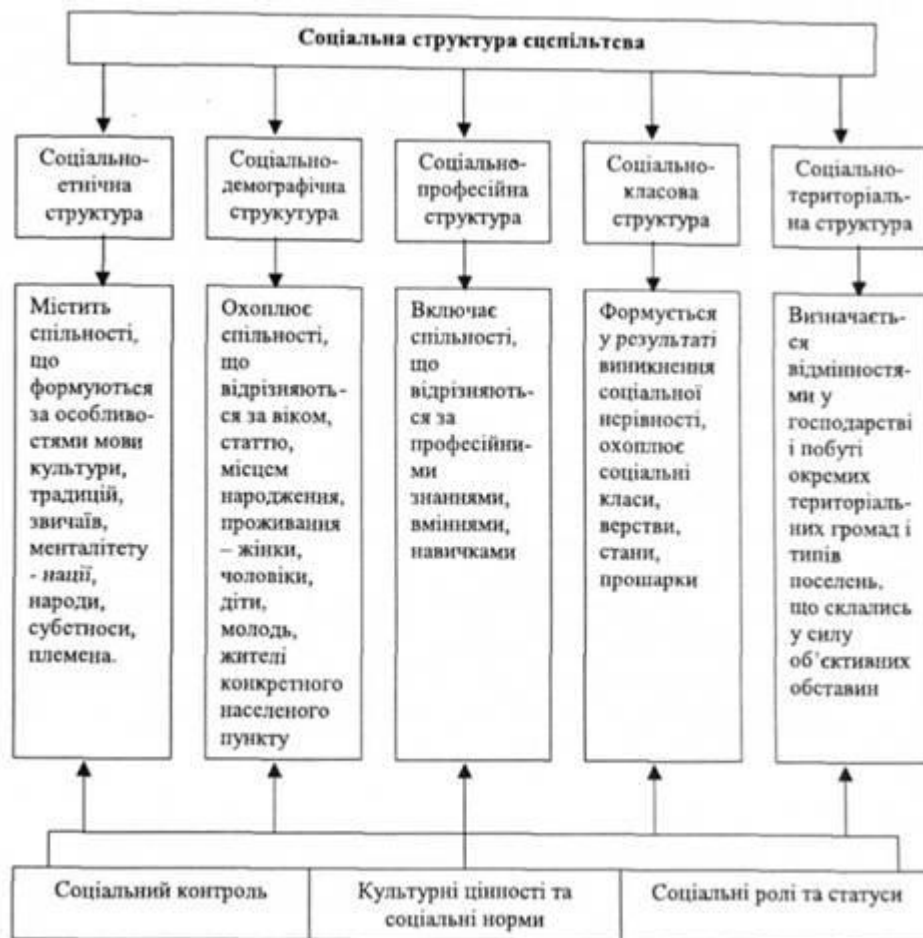 Соціальна структура сцспільтєва
Соціально-
етнічна
структура
Соціально-
демографічна
струкутура
Соціально-
професійна
структура
Соціально-
класова
структура
Соціально-
територіаль-
на структура
Містить
спільності,
що
формуються
за особливо-
стями мови
культури,
традицій,
звичаїв,
менталітету
- нації,
народи,
субетноси,
племена.
Охоплює
спільності,
що
відрізняють-
ся за віком,
статтю,
місцем
народження,
проживання
– жінки,
чоловіки,
діти,
молодь,
жителі
конкретного
населеного
пункту
Включає
спільності,
що
відрізняють-
ся за
професійни-
ми
знаннями,
вміннями,
навичками
Формується
у результаті
виникнення
соціальної
нерівності,
охоплює
соціальні
класи,
верстви,
стани,
прошарки
Визначаєть-
ся
відмінностя-
ми у
господарстві
і побуті
окремих
територіаль-
них громад і
типів
поселень,
що склались
у силу
об’єктивних
обставин
Соціальний контроль
Культурні цінності та
соціальні норми
Соціальні ролі та статуси